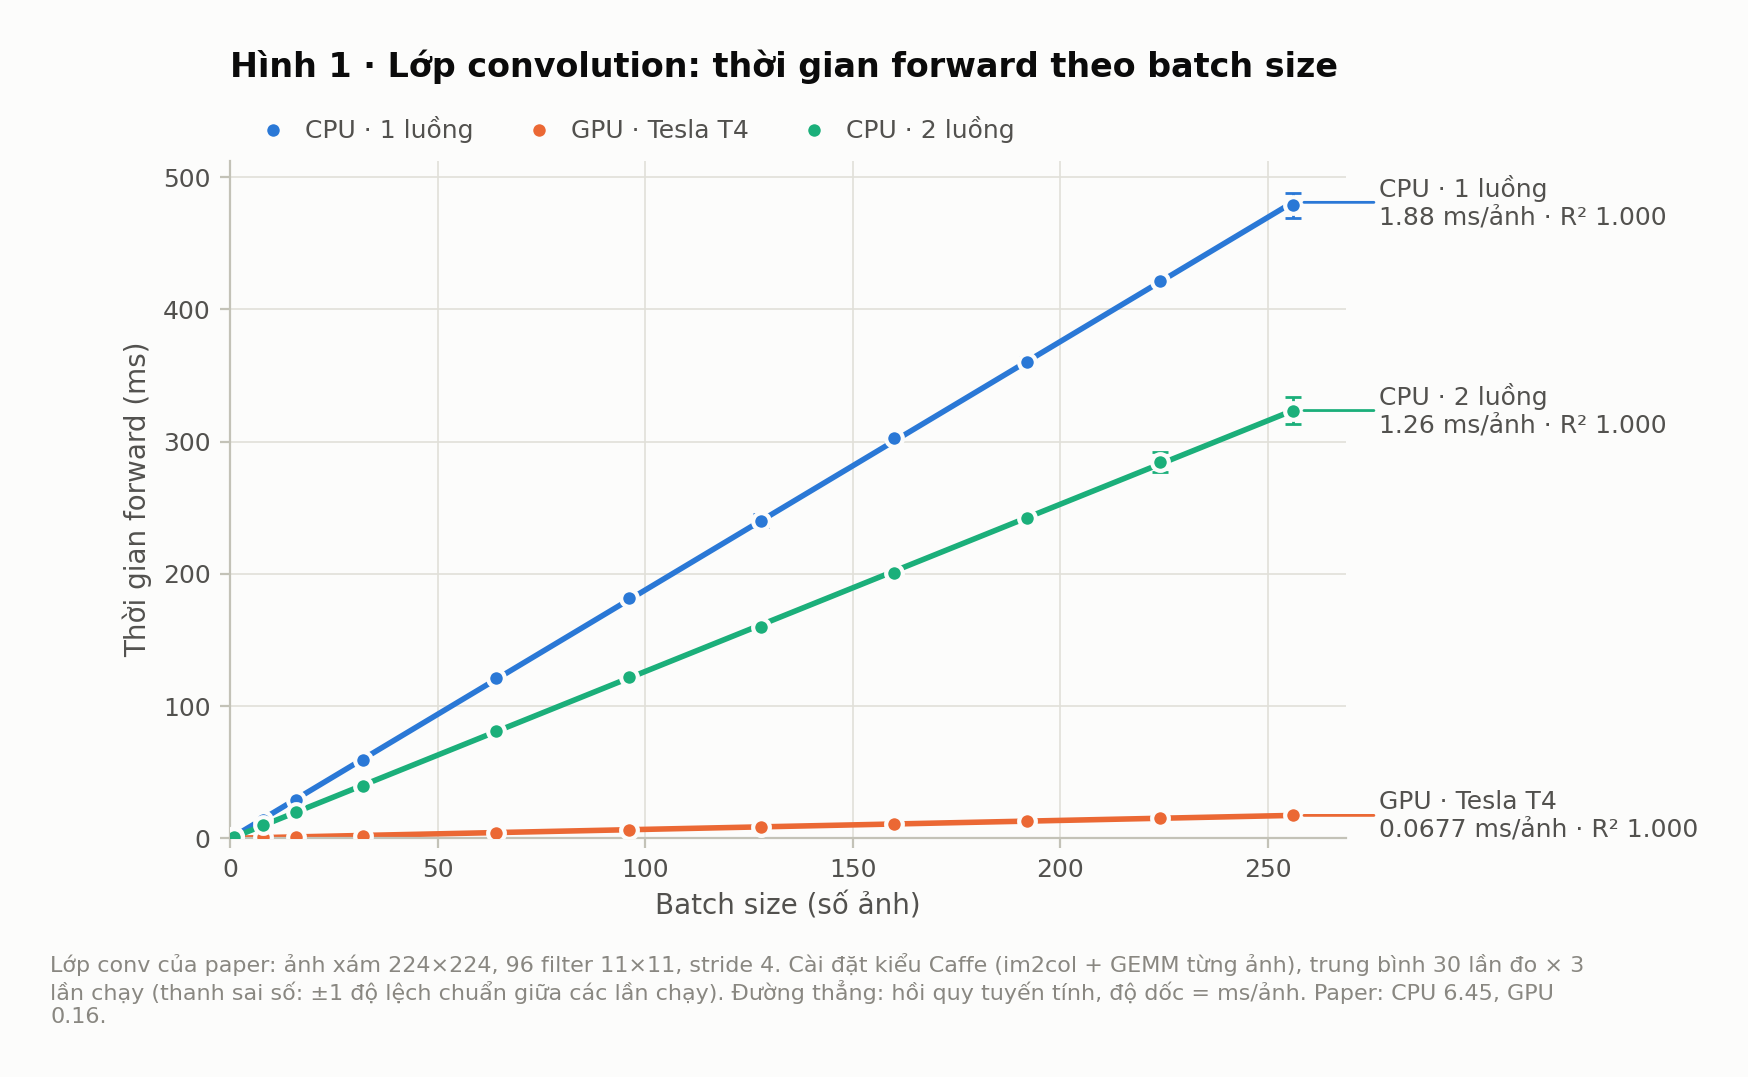 Hình 1 · Lớp convolution: thời gian forward theo batch size
CPU · 1 luồng
GPU · Tesla T4
CPU · 2 luồng
Thời gian forward (ms)
500
400
300
200
100
0
0
50
100
150
200
250
Batch size (số ảnh)
CPU · 1 luồng
1.88 ms/ảnh · R² 1.000
CPU · 2 luồng
1.26 ms/ảnh · R² 1.000
GPU · Tesla T4
0.0677 ms/ảnh · R² 1.000
Lớp conv của paper: ảnh xám 224×224, 96 filter 11×11, stride 4. Cài đặt kiểu Caffe (im2col + GEMM từng ảnh), trung bình 30 lần đo × 3
lần chạy (thanh sai số: ±1 độ lệch chuẩn giữa các lần chạy). Đường thẳng: hồi quy tuyến tính, độ dốc = ms/ảnh. Paper: CPU 6.45, GPU
0.16.